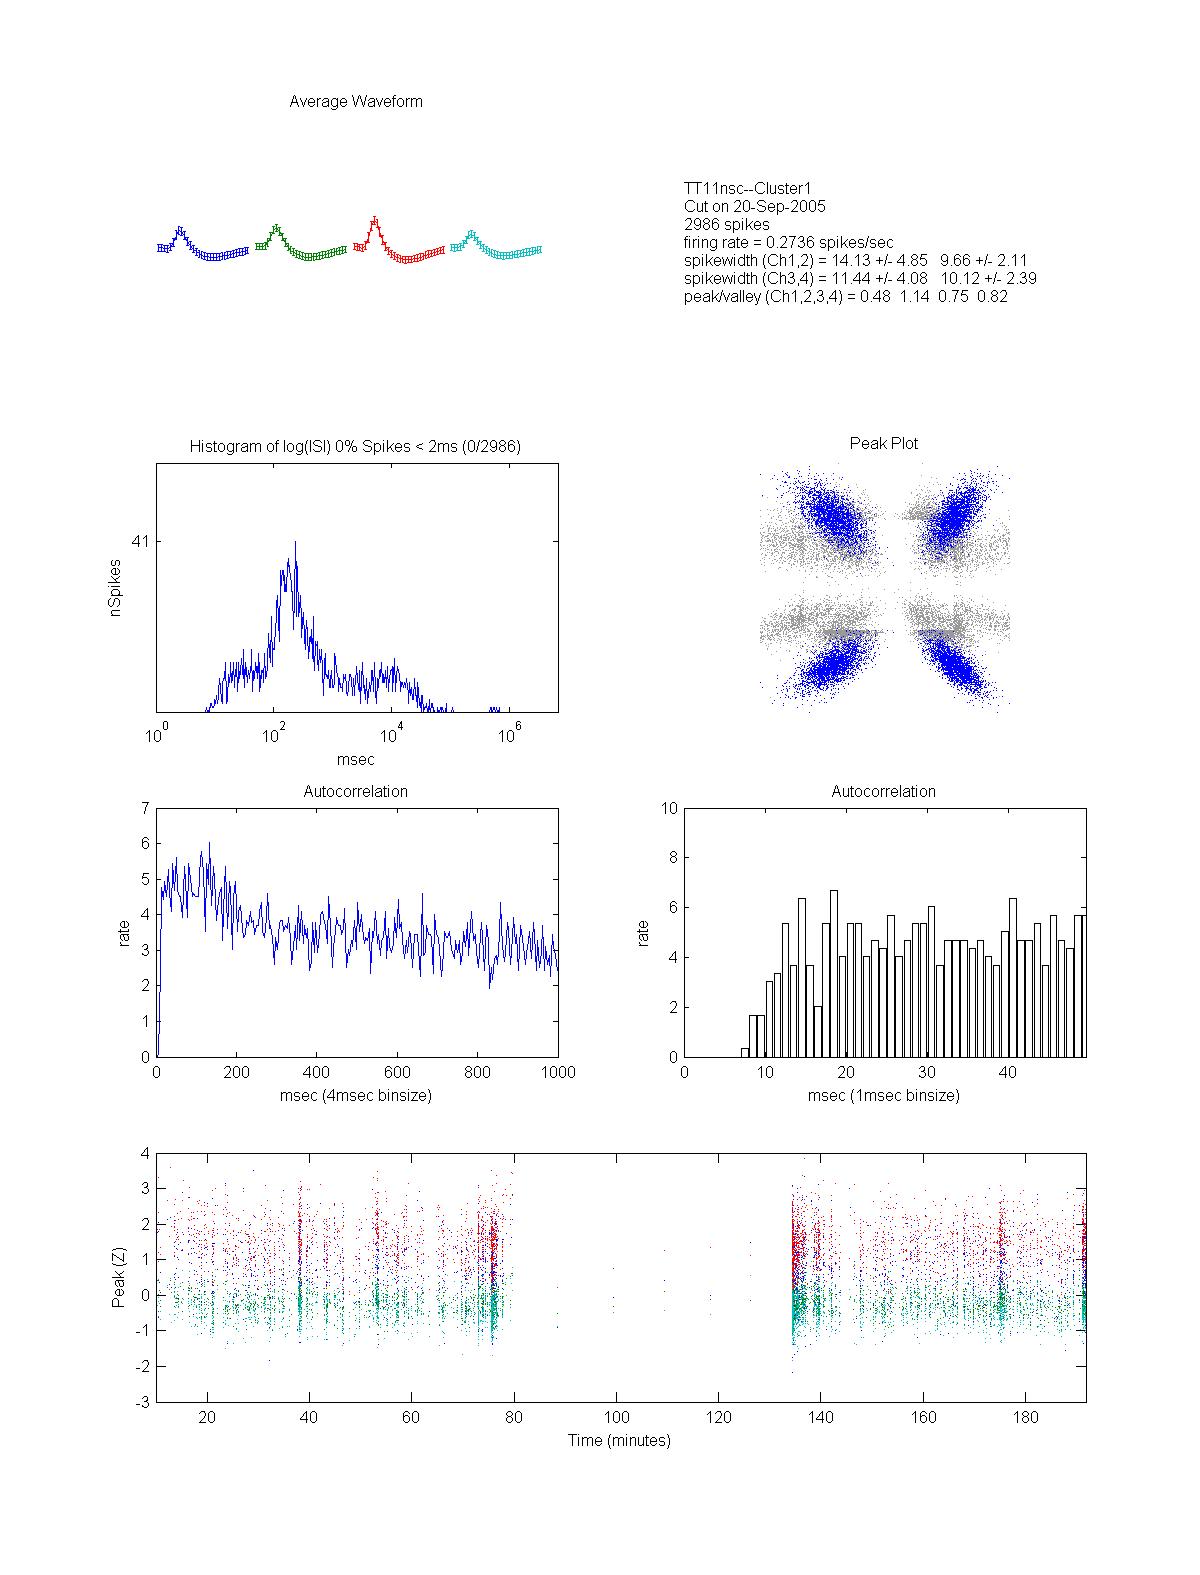 Average Waveform
TT11nsc--Cluster1
Cut on 20-Sep-2005
2986 spikes
firing rate = 0.2736 spikes/sec
spikewidth (Ch1,2) = 14.13 +/- 4.85   9.66 +/- 2.11
spikewidth (Ch3,4) = 11.44 +/- 4.08   10.12 +/- 2.39
peak/valley (Ch1,2,3,4) = 0.48  1.14  0.75  0.82
Histogram of log(ISI) 0% Spikes < 2ms (0/2986)
41
nSpikes
10^0 10^2 10^4 10^6
msec
Peak Plot
Autocorrelation
7
6
5
4
3
2
1
0
rate
0 200 400 600 800 1000
msec (4msec binsize)
Autocorrelation
10
8
6
4
2
0
rate
0 10 20 30 40
msec (1msec binsize)
4
3
2
1
0
-1
-2
-3
Peak (Z)
20 40 60 80 100 120 140 160 180
Time (minutes)